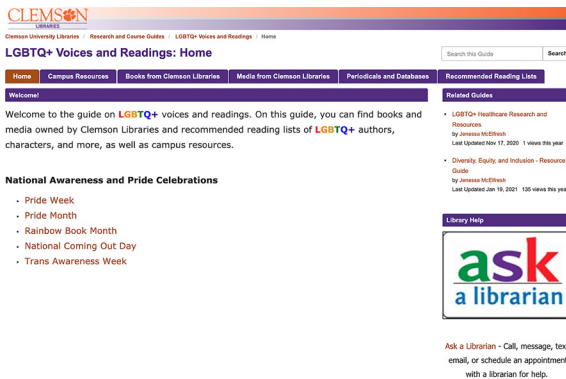 CLEMSON
LIBRARIES
Clemson University Libraries / Research and Course Guides / LGBTQ+ Voices and Readings / Home
LGBTQ+ Voices and Readings: Home
Search this Guide
Search
Home
Campus Resources
Books from Clemson Libraries
Media from Clemson Libraries
Periodicals and Databases
Recommended Reading Lists
Welcome!
Welcome to the guide on LGBTQ+ voices and readings. On this guide, you can find books and
media owned by Clemson Libraries and recommended reading lists of LGBTQ+ authors,
characters, and more, as well as campus resources.
National Awareness and Pride Celebrations
Pride Week
Pride Month
Rainbow Book Month
National Coming Out Day
Trans Awareness Week
Related Guides
LGBTQ+ Healthcare Research and
Resources
by Jenessa McElfresh
Last Updated Nov 17, 2020 1 views this year
Diversity, Equity, and Inclusion - Resource
Guide
by Jenessa McElfresh
Last Updated Jan 19, 2021 135 views this yea
Library Help
ask
a librarian
Ask a Librarian - Call, message, tex
email, or schedule an appointment
with a librarian for help.